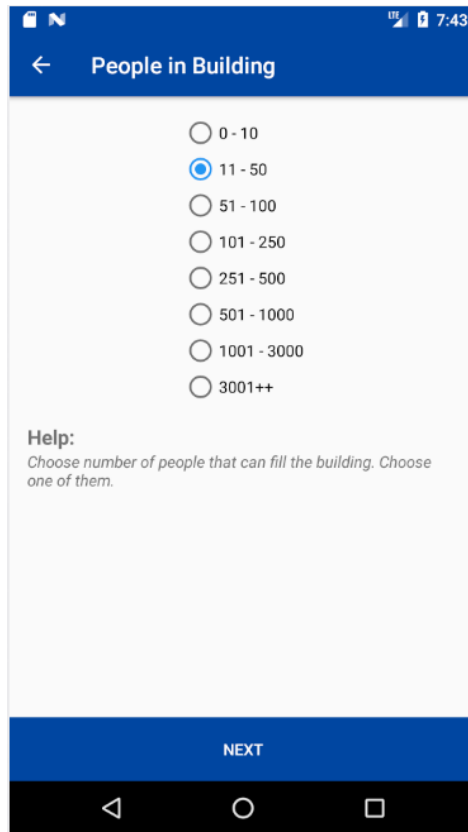 LTE 7:43
People in Building
0 - 10
11 - 50
51 - 100
101 - 250
251 - 500
501 - 1000
1001 - 3000
3001++
Help:
Choose number of people that can fill the building. Choose
one of them.
NEXT